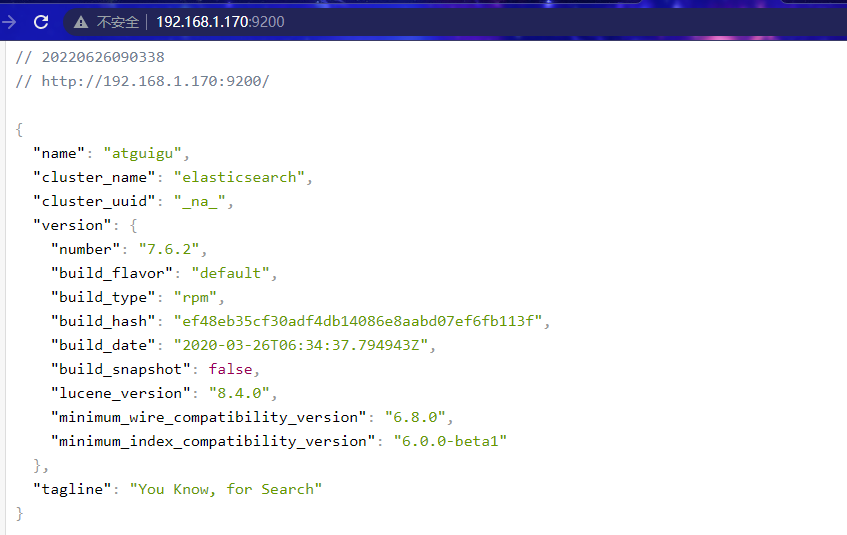 不安全 192.168.1.170:9200
// 20220626090338
// http://192.168.1.170:9200/
{
"name": "atguigu",
"cluster_name": "elasticsearch",
"cluster_uuid": "_na_",
"version": {
"number": "7.6.2",
"build_flavor": "default",
"build_type": "rpm",
"build_hash": "ef48eb35cf30adf4db14086e8aabd07ef6fb113f",
"build_date": "2020-03-26T06:34:37.794943Z",
"build_snapshot": false,
"lucene_version": "8.4.0",
"minimum_wire_compatibility_version": "6.8.0",
"minimum_index_compatibility_version": "6.0.0-beta1"
},
"tagline": "You Know, for Search"
}